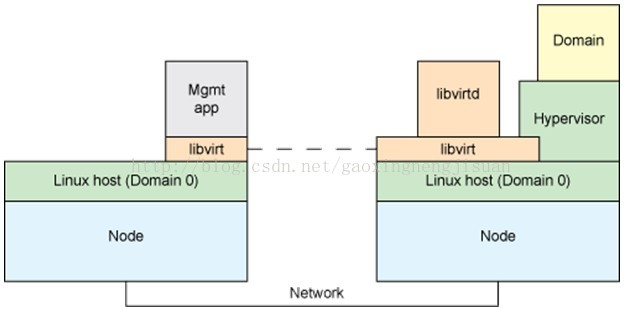 Domain
Mgmt
app
libvirtd
Hypervisor
libvirt
libvirt
http://blog.csdn.net/gaoxingnengjisuan
Linux host (Domain 0)
Linux host (Domain 0)
Node
Node
Network